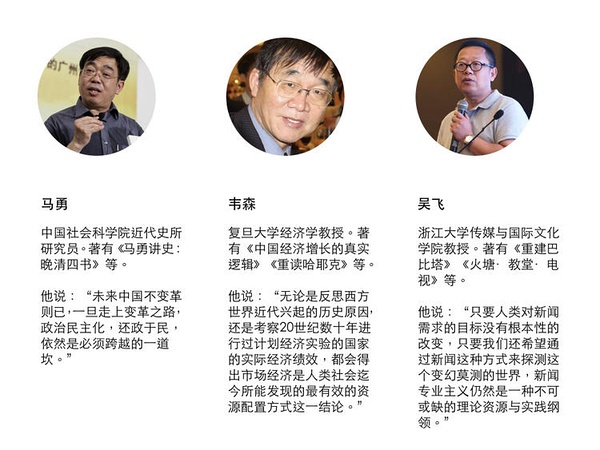 的广州
马勇
中国社会科学院近代史所
研究员。著有《马勇讲史：
晚清四书》等。
他说：“未来中国不变革
则已，一旦走上变革之路，
政治民主化，还政于民，
依然是必须跨越的一道
坎。”
韦森
复旦大学经济学教授。著
有《中国经济增长的真实
逻辑》《重读哈耶克》等。
他说：“无论是反思西方
世界近代兴起的历史原因，
还是考察20世纪数十年进
行过计划经济实验的国家
的实际经济绩效，都会得
出市场经济是人类社会迄
今所能发现的最有效的资
源配置方式这一结论。”
吴飞
浙江大学传媒与国际文化
学院教授。著有《重建巴
比塔》《火塘·教堂·电
视》等。
他说：“只要人类对新闻
需求的目标没有根本性的
改变，只要我们还希望通
过新闻这种方式来探测这
个变幻莫测的世界，新闻
专业主义仍然是一种不可
或缺的理论资源与实践纲
领。”